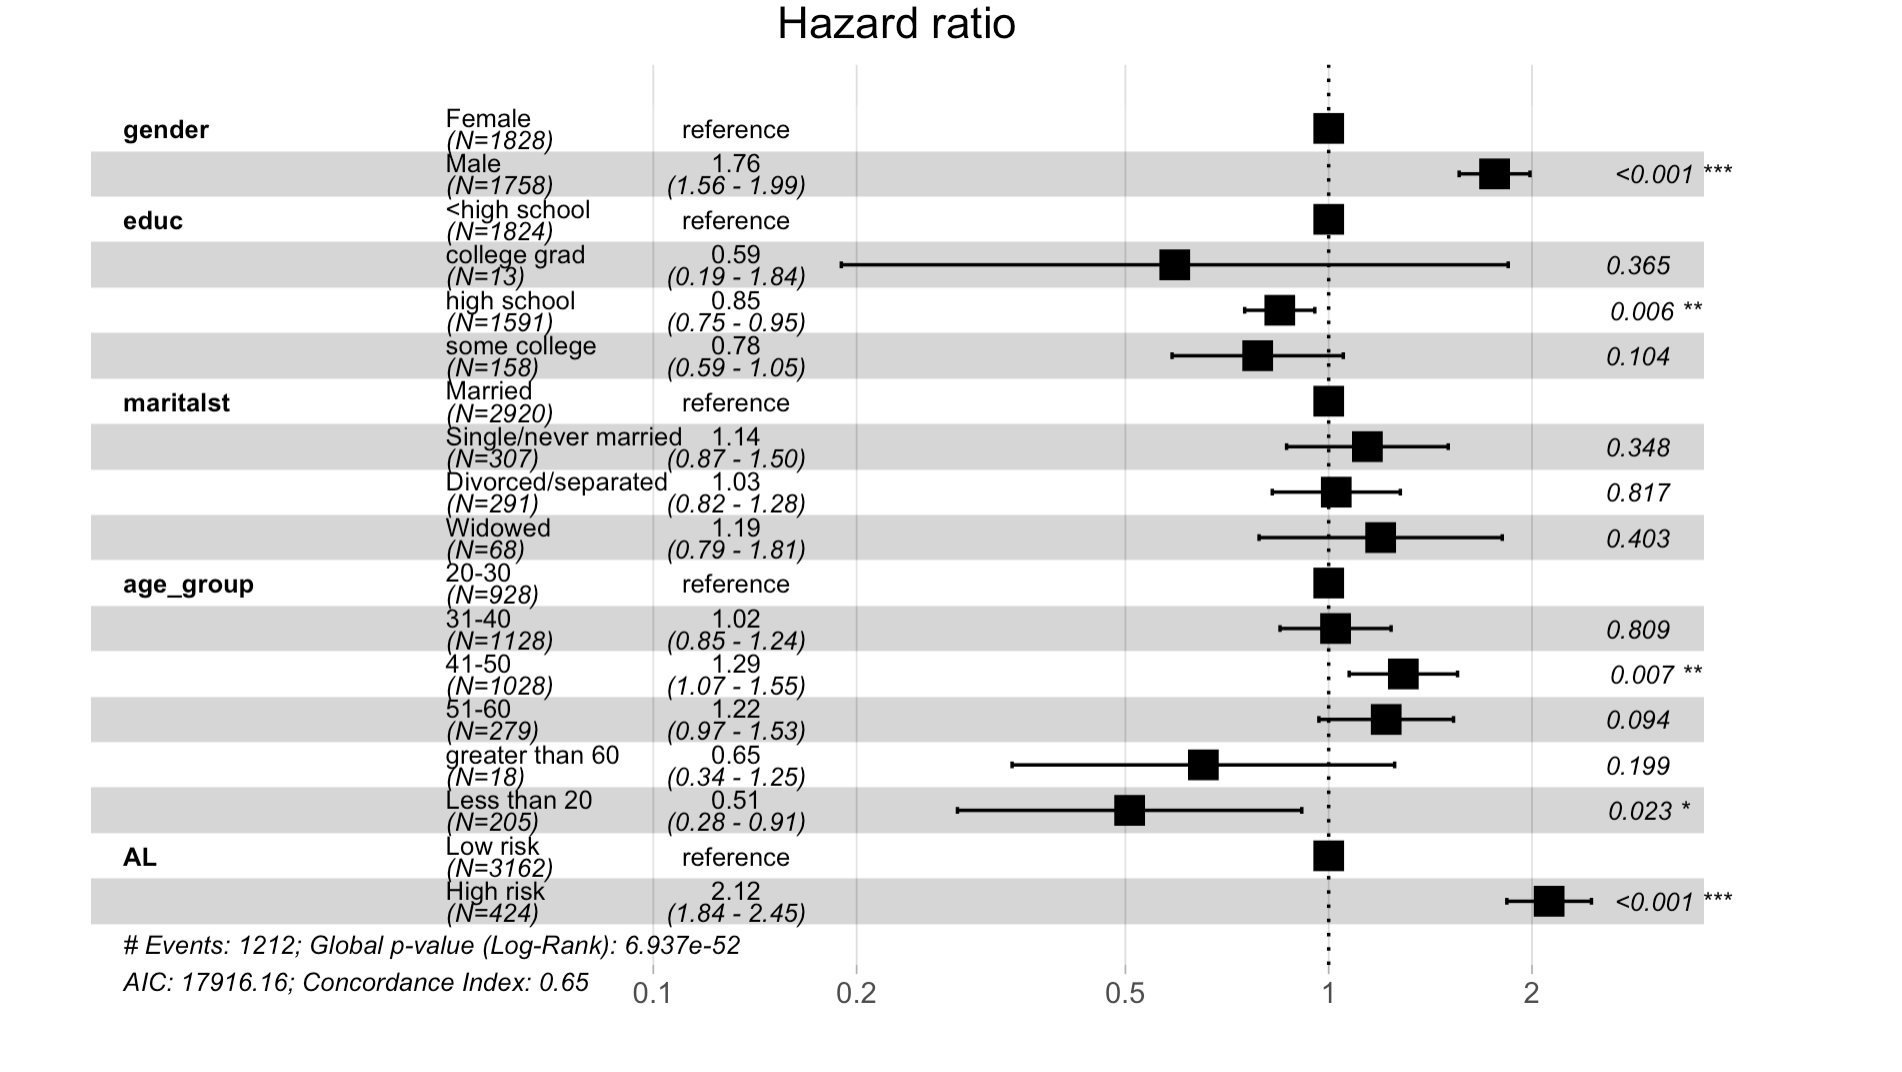 Hazard ratio
gender
Female
(N=1828)
reference
Male
(N=1758)
1.76
(1.56 - 1.99)
<0.001 ***
educ
<high school
(N=1824)
reference
college grad
(N=13)
0.59
(0.19 - 1.84)
0.365
high school
(N=1591)
0.85
(0.75 - 0.95)
0.006 **
some college
(N=158)
0.78
(0.59 - 1.05)
0.104
maritalst
Married
(N=2920)
reference
Single/never married
(N=307)
1.14
(0.87 - 1.50)
0.348
Divorced/separated
(N=291)
1.03
(0.82 - 1.28)
0.817
Widowed
(N=68)
1.19
(0.79 - 1.81)
0.403
age_group
20-30
(N=928)
reference
31-40
(N=1128)
1.02
(0.85 - 1.24)
0.809
41-50
(N=1028)
1.29
(1.07 - 1.55)
0.007 **
51-60
(N=279)
1.22
(0.97 - 1.53)
0.094
greater than 60
(N=18)
0.65
(0.34 - 1.25)
0.199
Less than 20
(N=205)
0.51
(0.28 - 0.91)
0.023 *
AL
Low risk
(N=3162)
reference
High risk
(N=424)
2.12
(1.84 - 2.45)
<0.001 ***
# Events: 1212; Global p-value (Log-Rank): 6.937e-52
AIC: 17916.16; Concordance Index: 0.65
0.1 0.2 0.5 1 2